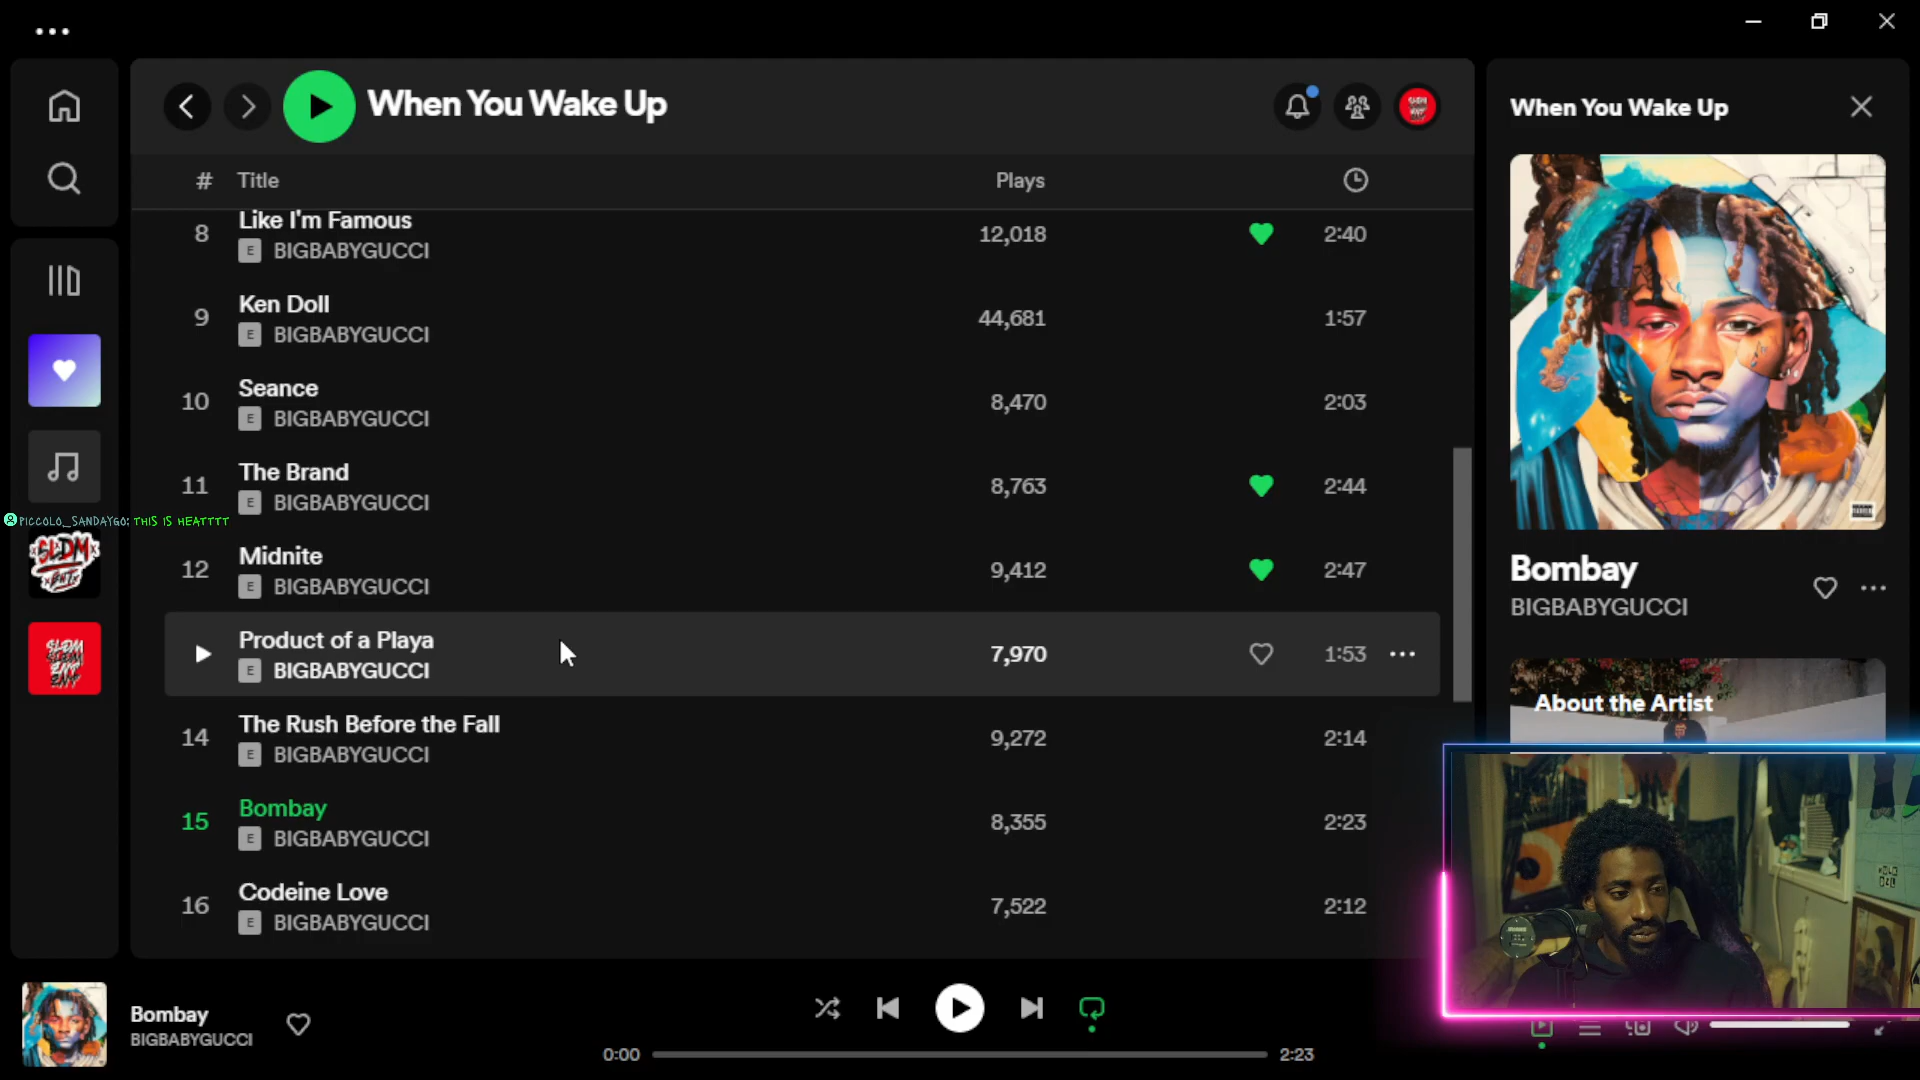 When You Wake Up
# Title Plays
8 Like I'm Famous 12,018 2:40
E BIGBABYGUCCI
9 Ken Doll 44,681 1:57
E BIGBABYGUCCI
10 Seance 8,470 2:03
E BIGBABYGUCCI
11 The Brand 8,763 2:44
E BIGBABYGUCCI
PICCOLO_SANDAYGO: THIS IS HEATTTT
12 Midnite 9,412 2:47
E BIGBABYGUCCI
Product of a Playa 7,970 1:53
E BIGBABYGUCCI
14 The Rush Before the Fall 9,272 2:14
E BIGBABYGUCCI
15 Bombay 8,355 2:23
E BIGBABYGUCCI
16 Codeine Love 7,522 2:12
E BIGBABYGUCCI
SLDM
When You Wake Up
Bombay
BIGBABYGUCCI
About the Artist
Bombay
BIGBABYGUCCI
0:00 2:23